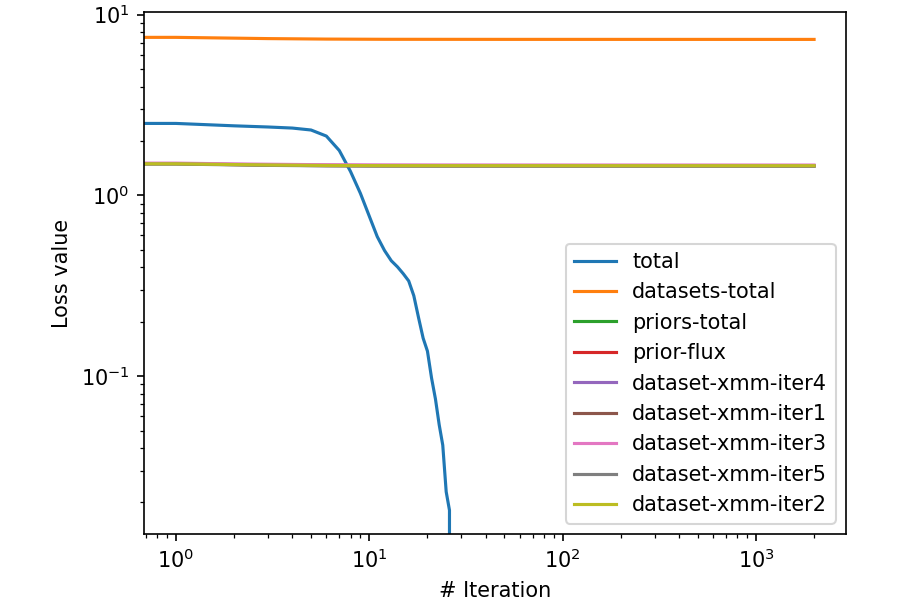 10¹
10⁰
10⁻¹
Loss value
total
datasets-total
priors-total
prior-flux
dataset-xmm-iter4
dataset-xmm-iter1
dataset-xmm-iter3
dataset-xmm-iter5
dataset-xmm-iter2
10⁰ 10¹ 10² 10³
# Iteration